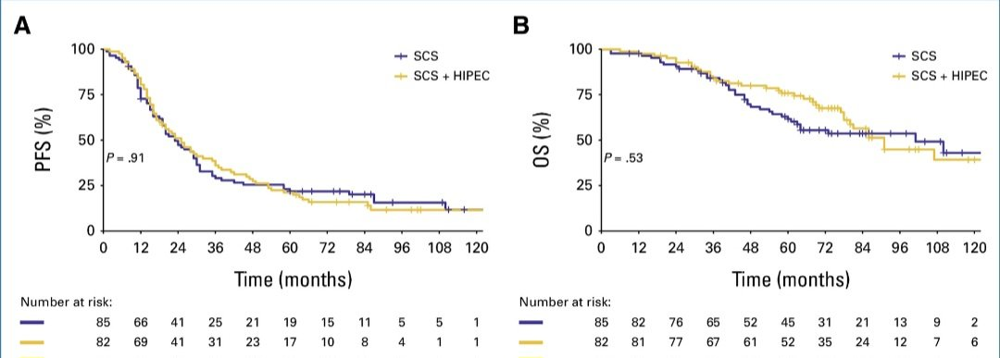 A
100
75
50
25
0
PFS (%)
SCS
SCS + HIPEC
P = .91
0 12 24 36 48 60 72 84 96 108 120
Time (months)
Number at risk:
85 66 41 25 21 19 15 11 5 5 1
82 69 41 31 23 17 10 8 4 1 1
B
100
75
50
25
0
OS (%)
SCS
SCS + HIPEC
P = .53
0 12 24 36 48 60 72 84 96 108 120
Time (months)
Number at risk:
85 82 76 65 52 45 31 21 13 9 2
82 81 77 67 61 52 35 24 12 7 6